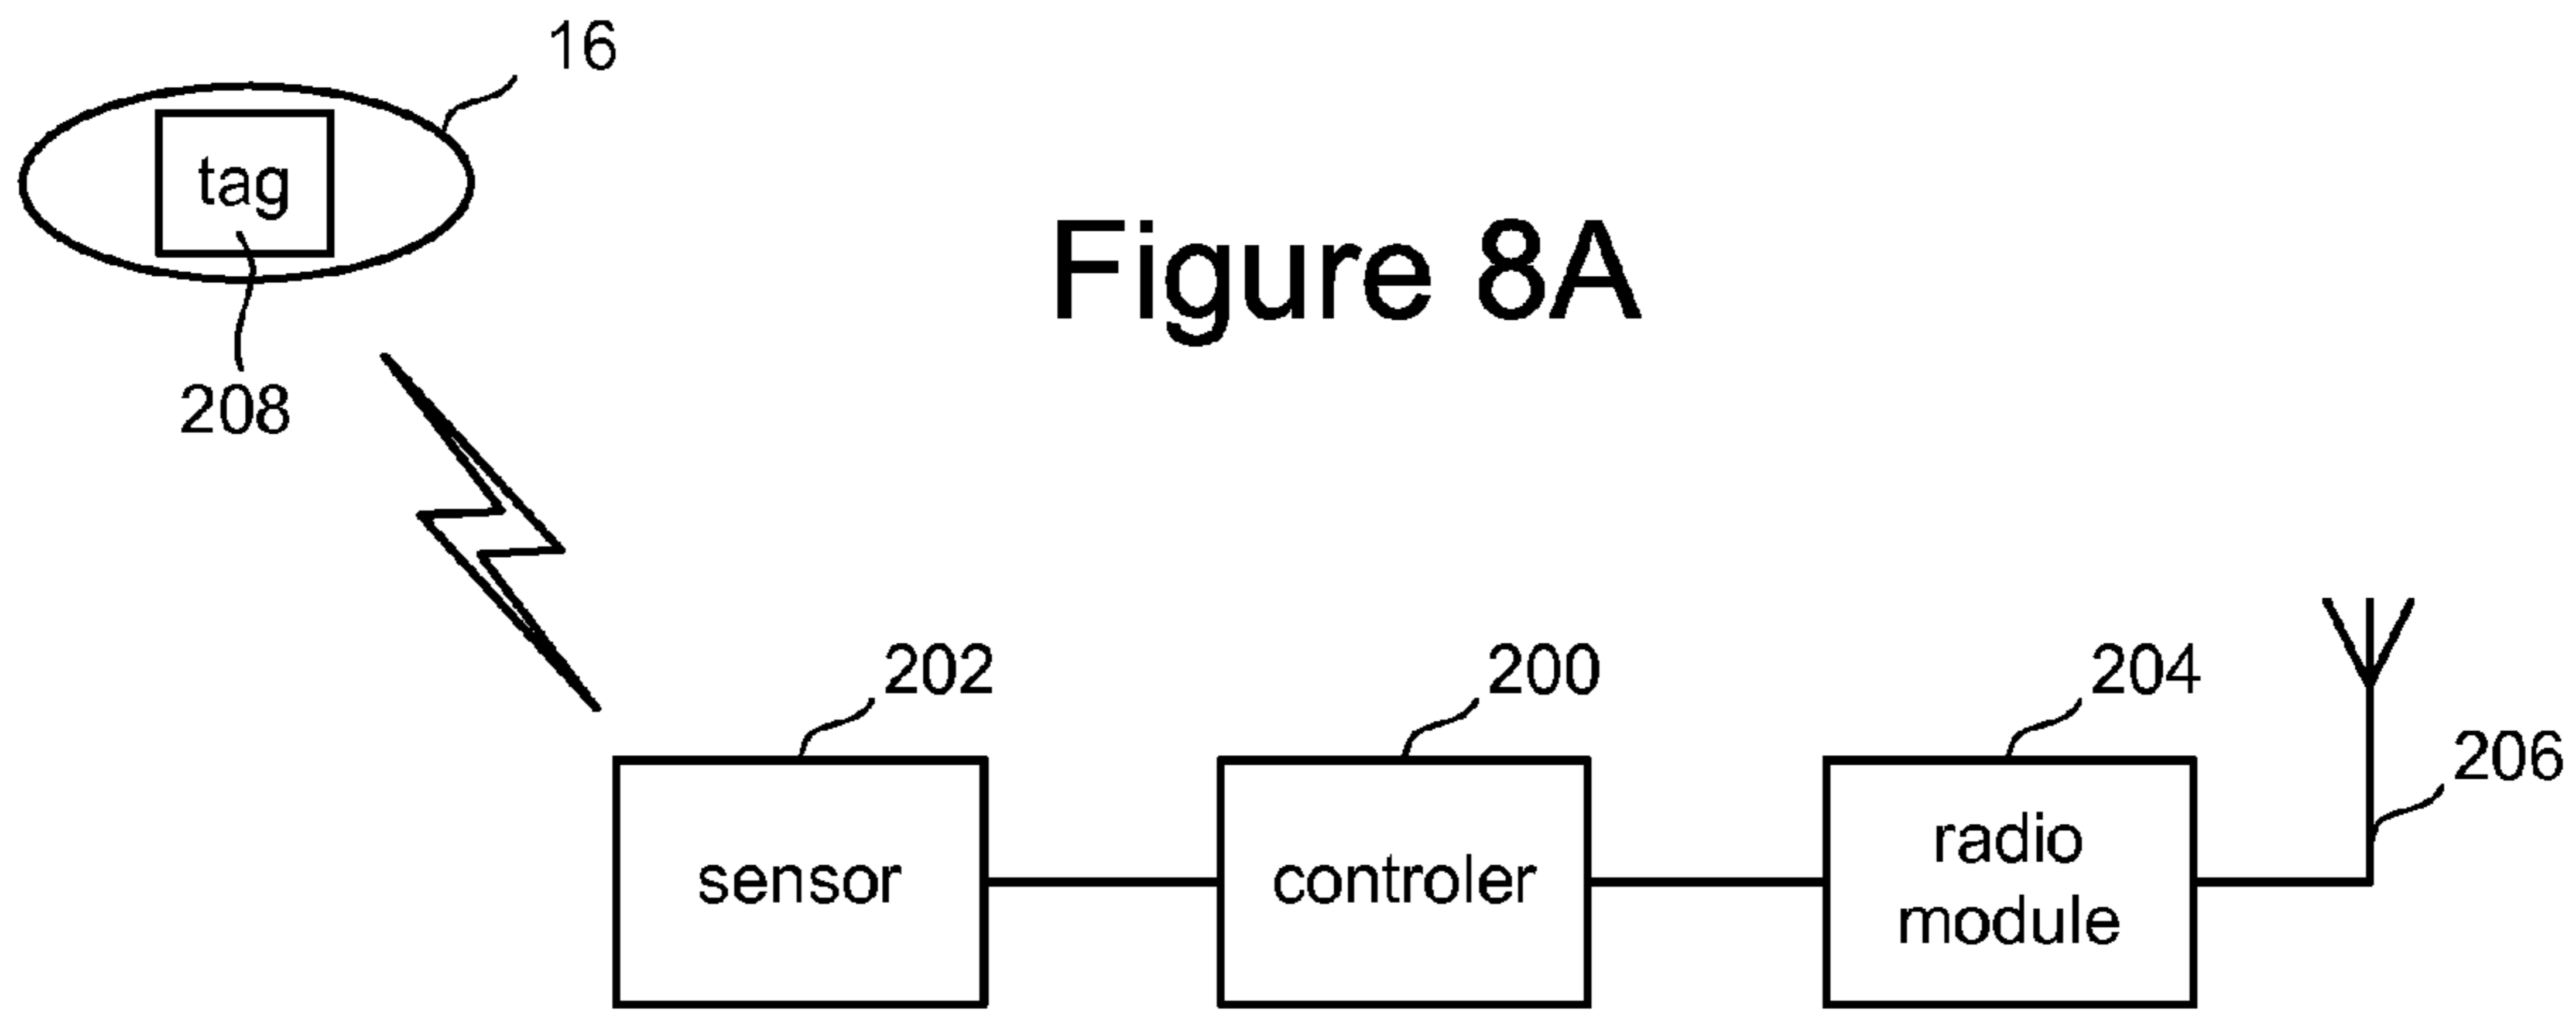 16
tag
208
Figure 8A
202
200
204
206
sensor
controler
radio
module